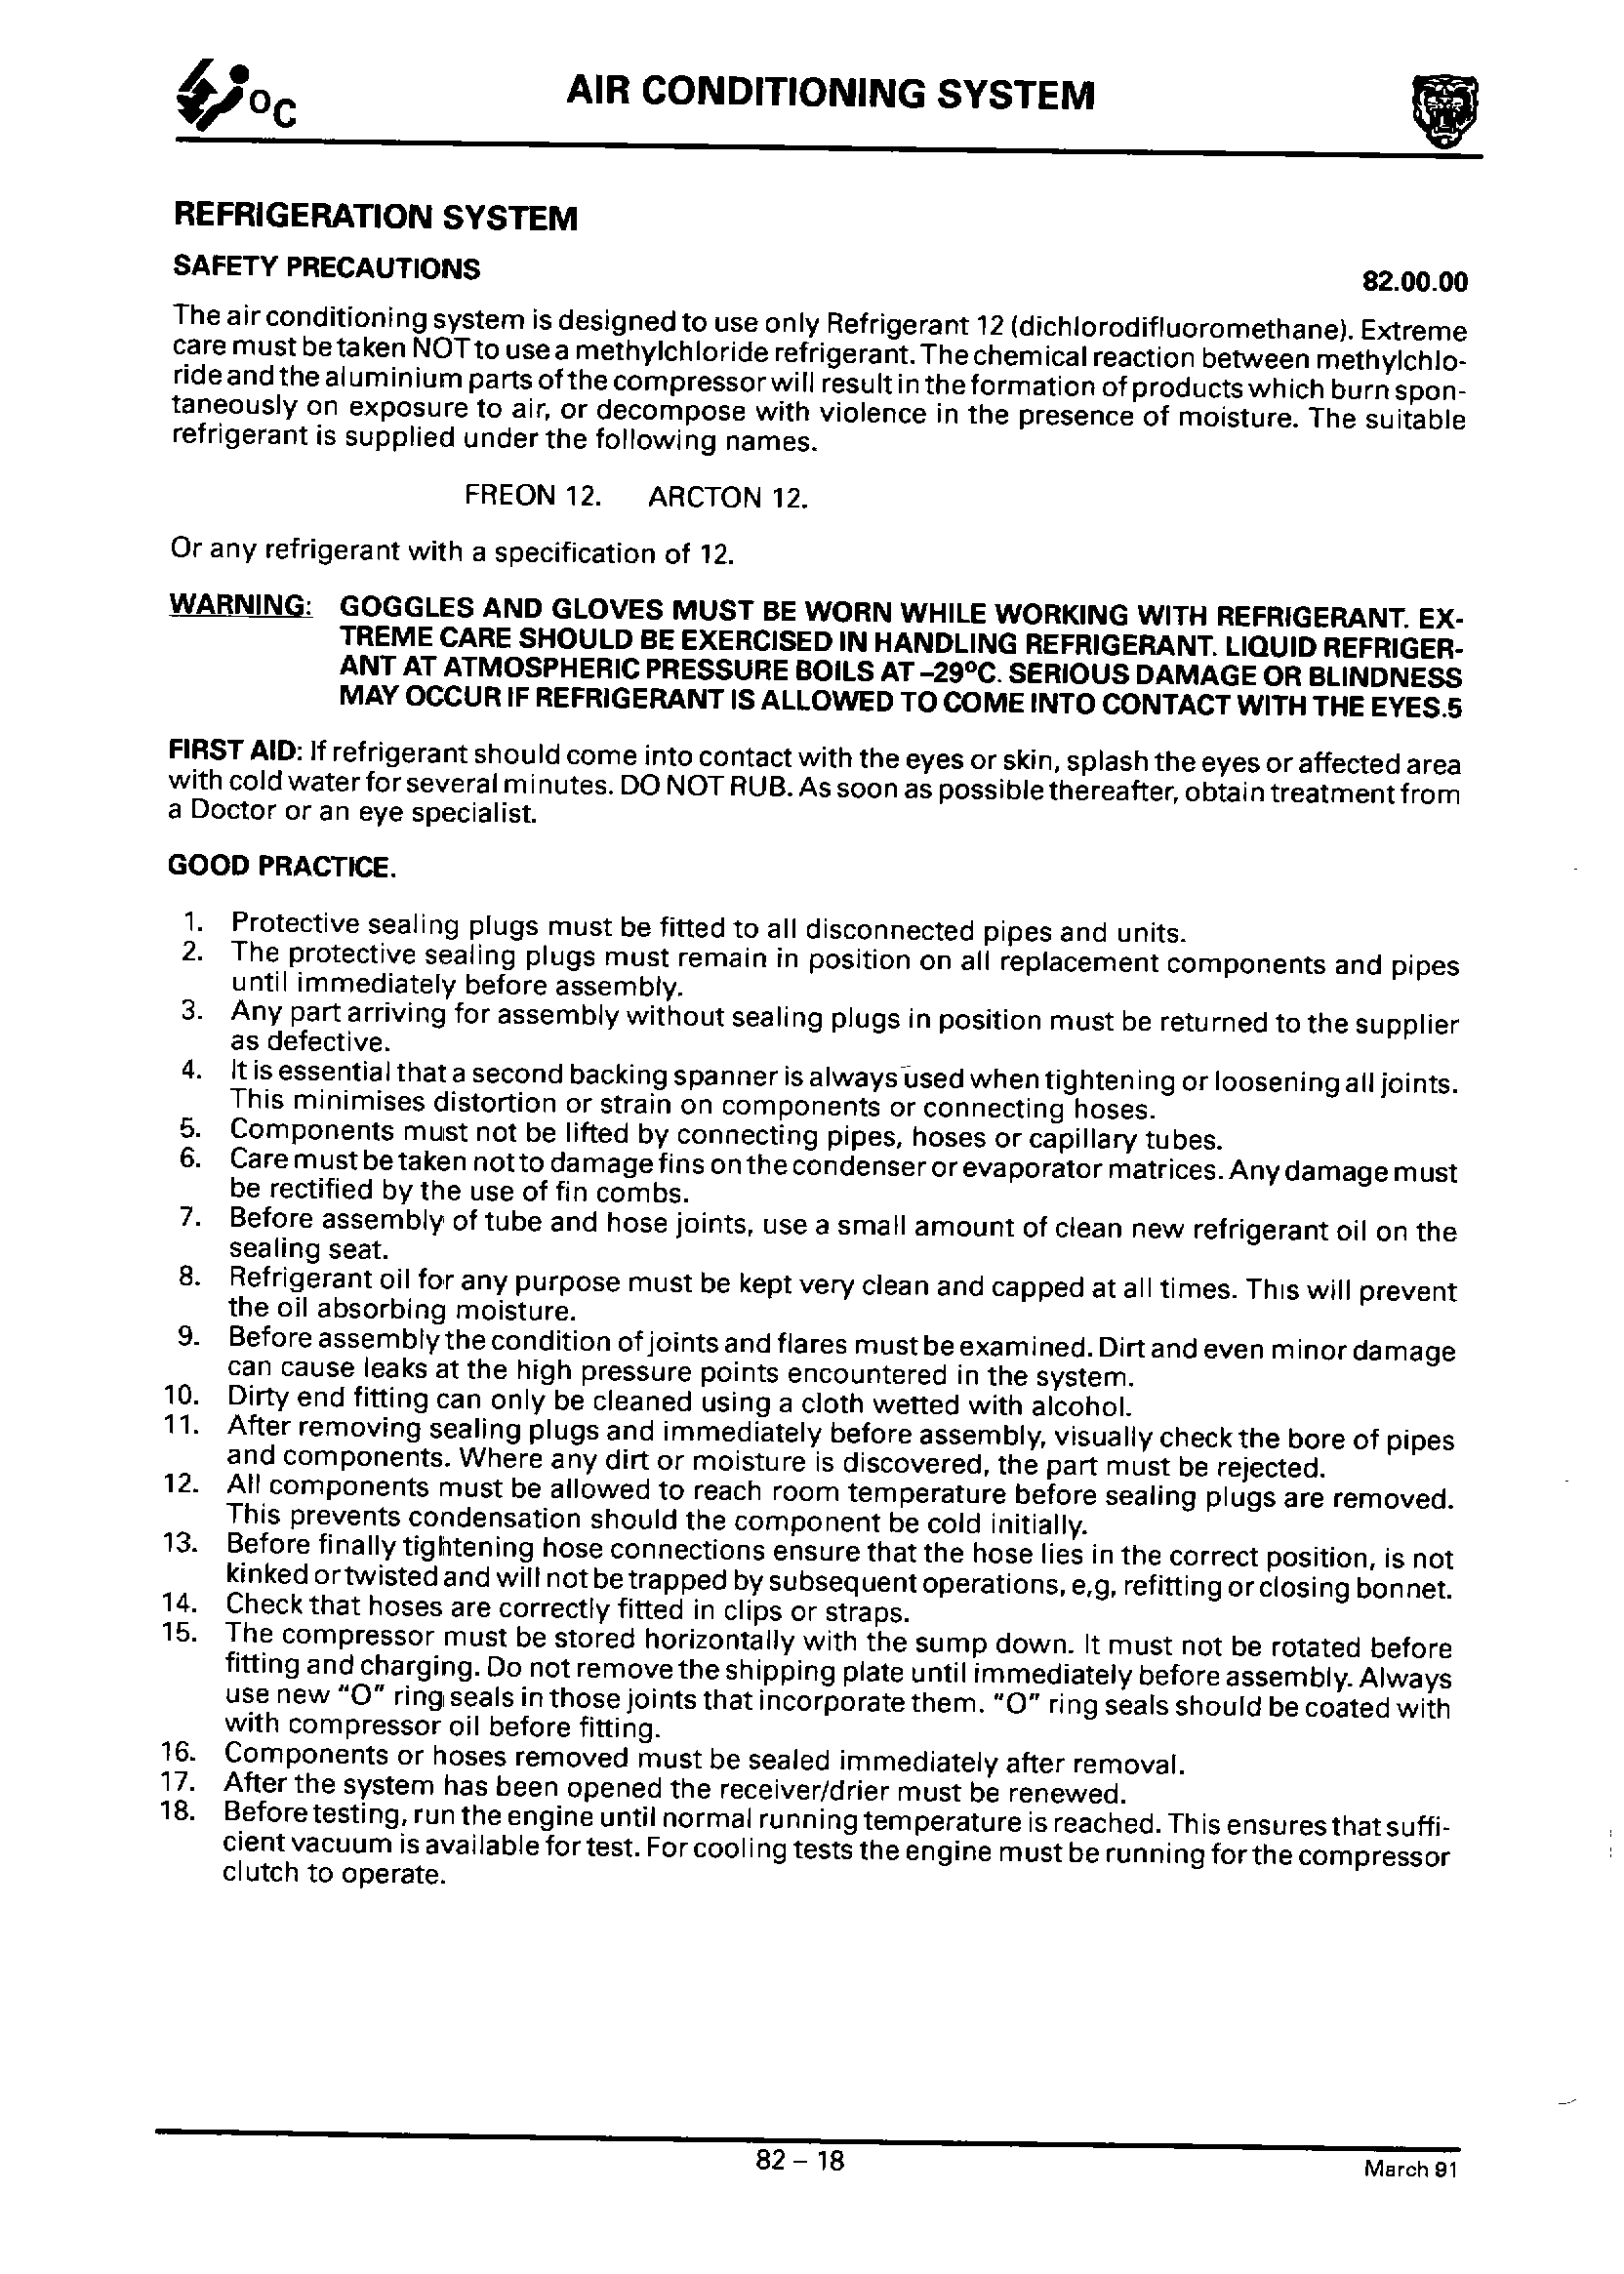 °C
AIR CONDITIONING SYSTEM
REFRIGERATION SYSTEM
SAFETY PRECAUTIONS
82.00.00
The air conditioning system is designed to use only Refrigerant 12 (dichlorodifluoromethane). Extreme
care must be taken NOT to use a methylchloride refrigerant. The chemical reaction between methylchlo-
ride and the aluminium parts of the compressor will result in the formation of products which burn spon-
taneously on exposure to air, or decompose with violence in the presence of moisture. The suitable
refrigerant is supplied under the following names.
FREON 12. ARCTON 12.
Or any refrigerant with a specification of 12.
WARNING: GOGGLES AND GLOVES MUST BE WORN WHILE WORKING WITH REFRIGERANT. EX-
TREME CARE SHOULD BE EXERCISED IN HANDLING REFRIGERANT. LIQUID REFRIGER-
ANT AT ATMOSPHERIC PRESSURE BOILS AT –29°C. SERIOUS DAMAGE OR BLINDNESS
MAY OCCUR IF REFRIGERANT IS ALLOWED TO COME INTO CONTACT WITH THE EYES.5
FIRST AID: If refrigerant should come into contact with the eyes or skin, splash the eyes or affected area
with cold water for several minutes. DO NOT RUB. As soon as possible thereafter, obtain treatment from
a Doctor or an eye specialist.
GOOD PRACTICE.
1. Protective sealing plugs must be fitted to all disconnected pipes and units.
2. The protective sealing plugs must remain in position on all replacement components and pipes
until immediately before assembly.
3. Any part arriving for assembly without sealing plugs in position must be returned to the supplier
as defective.
4. It is essential that a second backing spanner is always used when tightening or loosening all joints.
This minimises distortion or strain on components or connecting hoses.
5. Components must not be lifted by connecting pipes, hoses or capillary tubes.
6. Care must be taken not to damage fins on the condenser or evaporator matrices. Any damage must
be rectified by the use of fin combs.
7. Before assembly of tube and hose joints, use a small amount of clean new refrigerant oil on the
sealing seat.
8. Refrigerant oil for any purpose must be kept very clean and capped at all times. This will prevent
the oil absorbing moisture.
9. Before assembly the condition of joints and flares must be examined. Dirt and even minor damage
can cause leaks at the high pressure points encountered in the system.
10. Dirty end fitting can only be cleaned using a cloth wetted with alcohol.
11. After removing sealing plugs and immediately before assembly, visually check the bore of pipes
and components. Where any dirt or moisture is discovered, the part must be rejected.
12. All components must be allowed to reach room temperature before sealing plugs are removed.
This prevents condensation should the component be cold initially.
13. Before finally tightening hose connections ensure that the hose lies in the correct position, is not
kinked or twisted and will not be trapped by subsequent operations, e,g, refitting or closing bonnet.
14. Check that hoses are correctly fitted in clips or straps.
15. The compressor must be stored horizontally with the sump down. It must not be rotated before
fitting and charging. Do not remove the shipping plate until immediately before assembly. Always
use new "O" ring seals in those joints that incorporate them. "O" ring seals should be coated with
with compressor oil before fitting.
16. Components or hoses removed must be sealed immediately after removal.
17. After the system has been opened the receiver/drier must be renewed.
18. Before testing, run the engine until normal running temperature is reached. This ensures that suffi-
cient vacuum is available for test. For cooling tests the engine must be running for the compressor
clutch to operate.
82 – 18
March 91